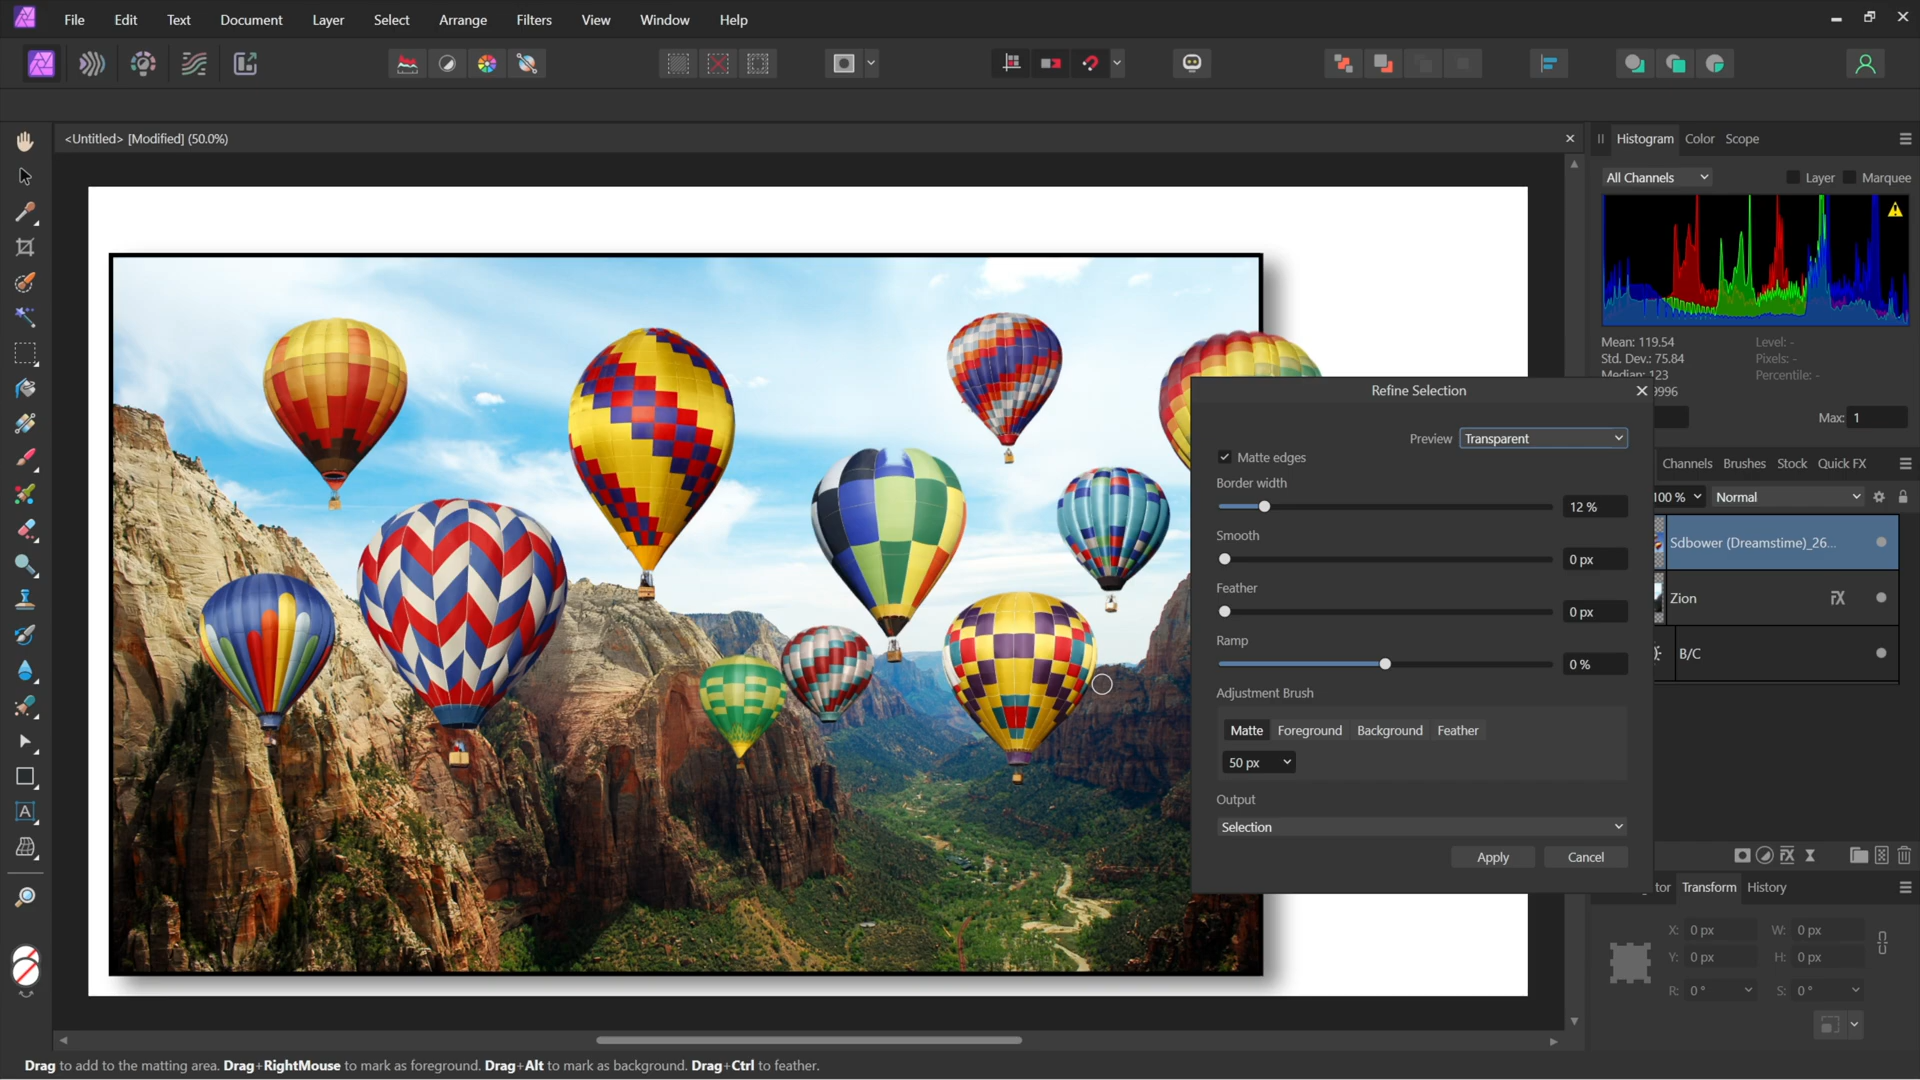 File Edit Text Document Layer Select Arrange Filters View Window Help
<Untitled> [Modified] (50.0%)
Histogram Color Scope
All Channels Layer Marquee
Mean: 119.54 Level: -
Std. Dev.: 75.84 Pixels: -
Median: 123 Percentile: -
9996
Max: 1
Refine Selection
Preview Transparent
Matte edges
Border width
12 %
Smooth
0 px
Feather
0 px
Ramp
0 %
Adjustment Brush
Matte Foreground Background Feather
50 px
Output
Selection
Apply Cancel
Channels Brushes Stock Quick FX
100 % Normal
Sdbower (Dreamstime)_26...
Zion
B/C
tor Transform History
X: 0 px W: 0 px
Y: 0 px H: 0 px
R: 0 ° S: 0 °
Drag to add to the matting area. Drag+RightMouse to mark as foreground. Drag+Alt to mark as background. Drag+Ctrl to feather.